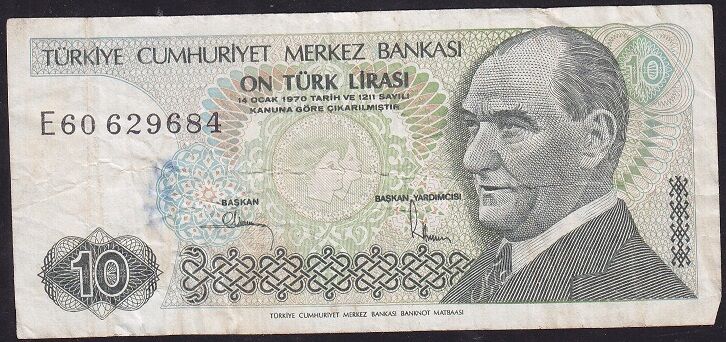 TÜRKİYE CUMHURİYET MERKEZ BANKASI
10
ON TÜRK LİRASI
14 OCAK 1970 TARİH VE 1211 SAYILI
KANUNA GÖRE ÇIKARILMIŞTIR
E60 629684
BAŞKAN
BAŞKAN YARDIMCISI
10
TÜRKİYE CUMHURİYET MERKEZ BANKASI BANKNOT MATBAASI